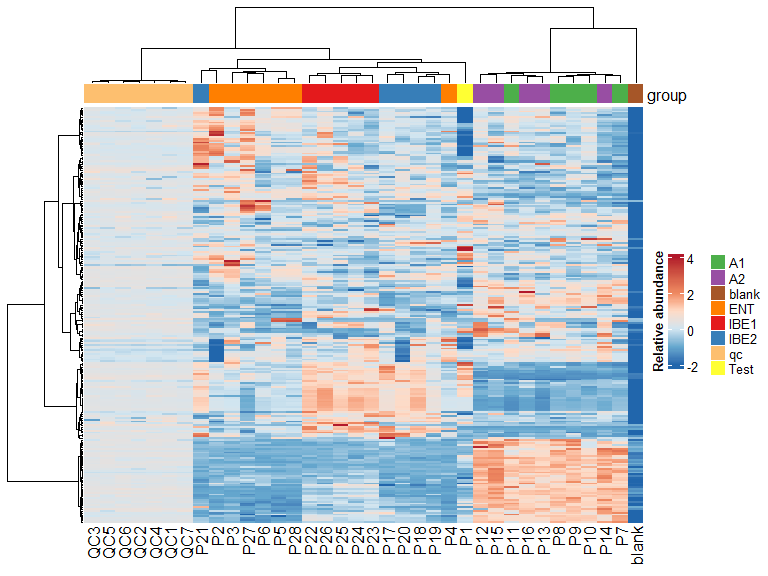 group
Relative abundance
4
2
0
-2
A1
A2
blank
ENT
IBE1
IBE2
qc
Test
QC3
QC5
QC6
QC2
QC4
QC1
QC7
P21
P2
P3
P27
P6
P5
P28
P22
P26
P25
P24
P23
P17
P20
P18
P19
P4
P1
P12
P15
P11
P16
P13
P8
P9
P10
P14
P7
blank